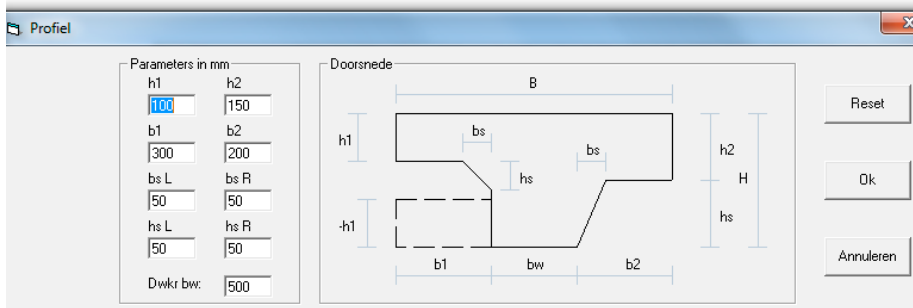 Profiel
Parameters in mm
h1 h2
100 150
b1 b2
300 200
bs L bs R
50 50
hs L hs R
50 50
Dwkr bw: 500
Doorsnede
B
h1 bs bs h2
hs H
-h1 hs
b1 bw b2
Reset
Ok
Annuleren